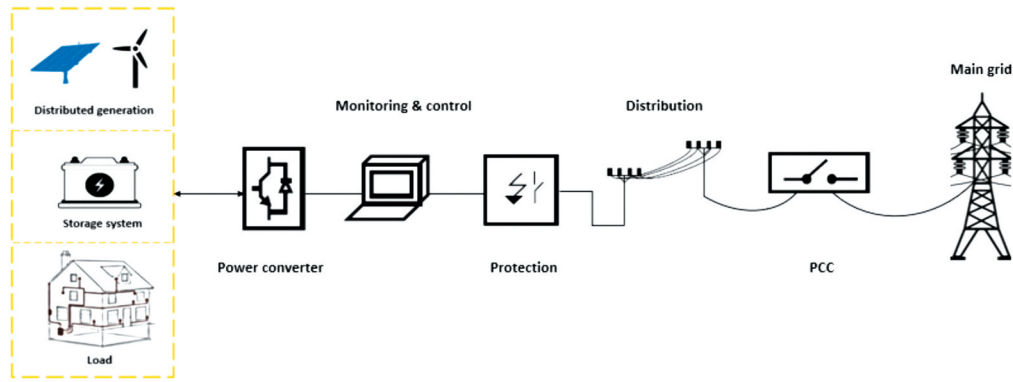 Distributed generation
Storage system
Load
Power converter
Monitoring & control
Protection
Distribution
PCC
Main grid